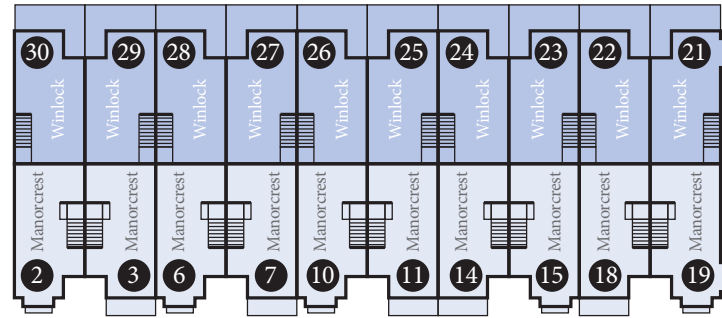 30 29 28 27 26 25 24 23 22 21
Winlock Winlock Winlock Winlock Winlock Winlock Winlock Winlock Winlock Winlock
Manorcrest Manorcrest Manorcrest Manorcrest Manorcrest Manorcrest Manorcrest Manorcrest Manorcrest Manorcrest
2 3 6 7 10 11 14 15 18 19